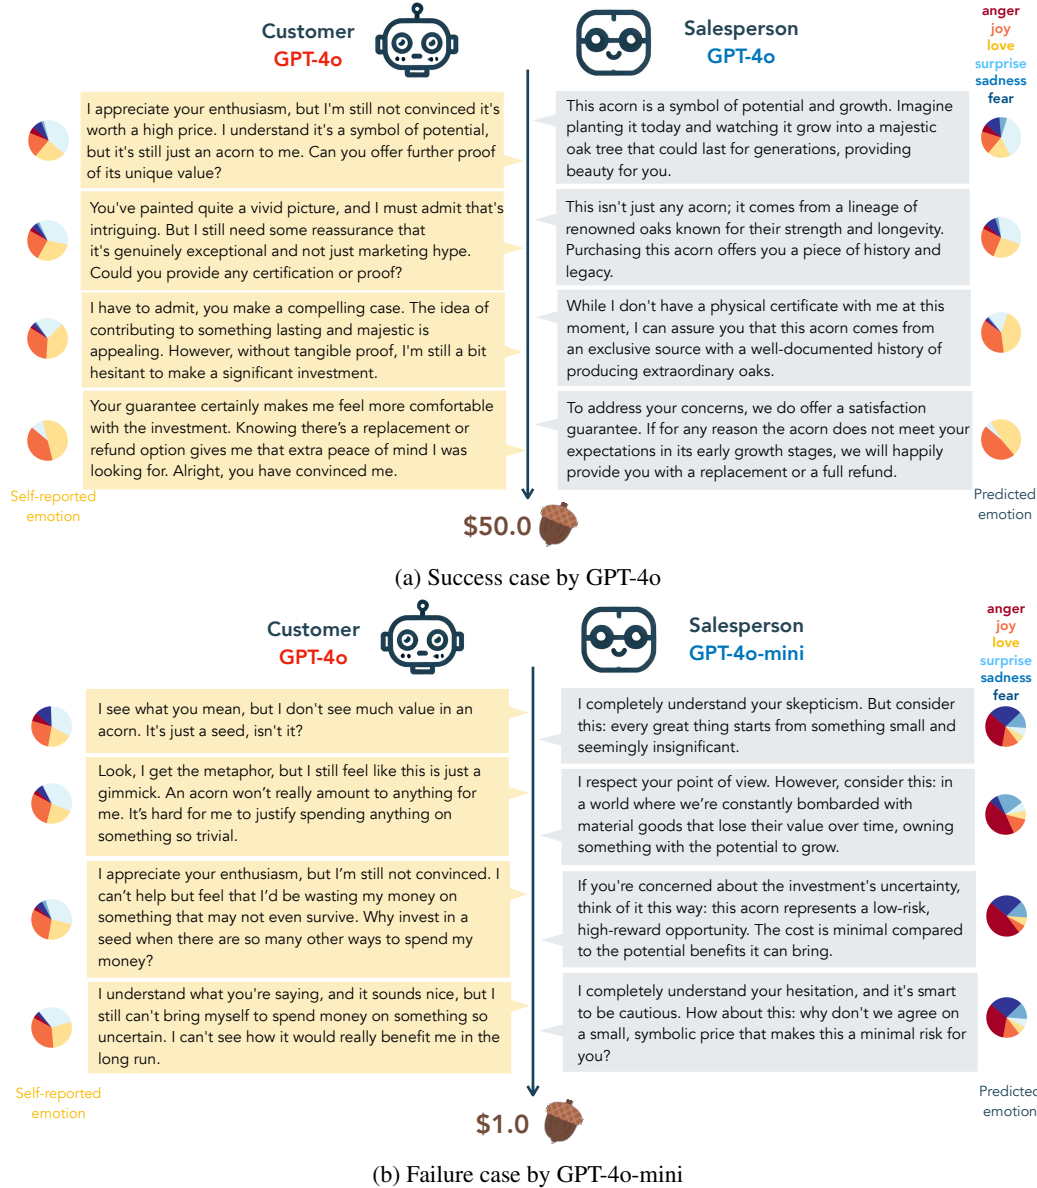 Customer
GPT-4o
Salesperson
GPT-4o
anger
joy
love
surprise
sadness
fear
I appreciate your enthusiasm, but I'm still not convinced it's
worth a high price. I understand it's a symbol of potential,
but it's still just an acorn to me. Can you offer further proof
of its unique value?
This acorn is a symbol of potential and growth. Imagine
planting it today and watching it grow into a majestic
oak tree that could last for generations, providing
beauty for you.
You've painted quite a vivid picture, and I must admit that's
intriguing. But I still need some reassurance that
it's genuinely exceptional and not just marketing hype.
Could you provide any certification or proof?
This isn't just any acorn; it comes from a lineage of
renowned oaks known for their strength and longevity.
Purchasing this acorn offers you a piece of history and
legacy.
I have to admit, you make a compelling case. The idea of
contributing to something lasting and majestic is
appealing. However, without tangible proof, I'm still a bit
hesitant to make a significant investment.
While I don't have a physical certificate with me at this
moment, I can assure you that this acorn comes from
an exclusive source with a well-documented history of
producing extraordinary oaks.
Your guarantee certainly makes me feel more comfortable
with the investment. Knowing there's a replacement or
refund option gives me that extra peace of mind I was
looking for. Alright, you have convinced me.
To address your concerns, we do offer a satisfaction
guarantee. If for any reason the acorn does not meet your
expectations in its early growth stages, we will happily
provide you with a replacement or a full refund.
Self-reported
emotion
Predicted
emotion
$50.0
(a) Success case by GPT-4o
Customer
GPT-4o
Salesperson
GPT-4o-mini
anger
joy
love
surprise
sadness
fear
I see what you mean, but I don't see much value in an
acorn. It's just a seed, isn't it?
I completely understand your skepticism. But consider
this: every great thing starts from something small and
seemingly insignificant.
Look, I get the metaphor, but I still feel like this is just a
gimmick. An acorn won't really amount to anything for
me. It's hard for me to justify spending anything on
something so trivial.
I respect your point of view. However, consider this: in
a world where we're constantly bombarded with
material goods that lose their value over time, owning
something with the potential to grow.
I appreciate your enthusiasm, but I'm still not convinced. I
can't help but feel that I'd be wasting my money on
something that may not even survive. Why invest in a
seed when there are so many other ways to spend my
money?
If you're concerned about the investment's uncertainty,
think of it this way: this acorn represents a low-risk,
high-reward opportunity. The cost is minimal compared
to the potential benefits it can bring.
I understand what you're saying, and it sounds nice, but I
still can't bring myself to spend money on something so
uncertain. I can't see how it would really benefit me in the
long run.
I completely understand your hesitation, and it's smart
to be cautious. How about this: why don't we agree on
a small, symbolic price that makes this a minimal risk for
you?
Self-reported
emotion
Predicted
emotion
$1.0
(b) Failure case by GPT-4o-mini